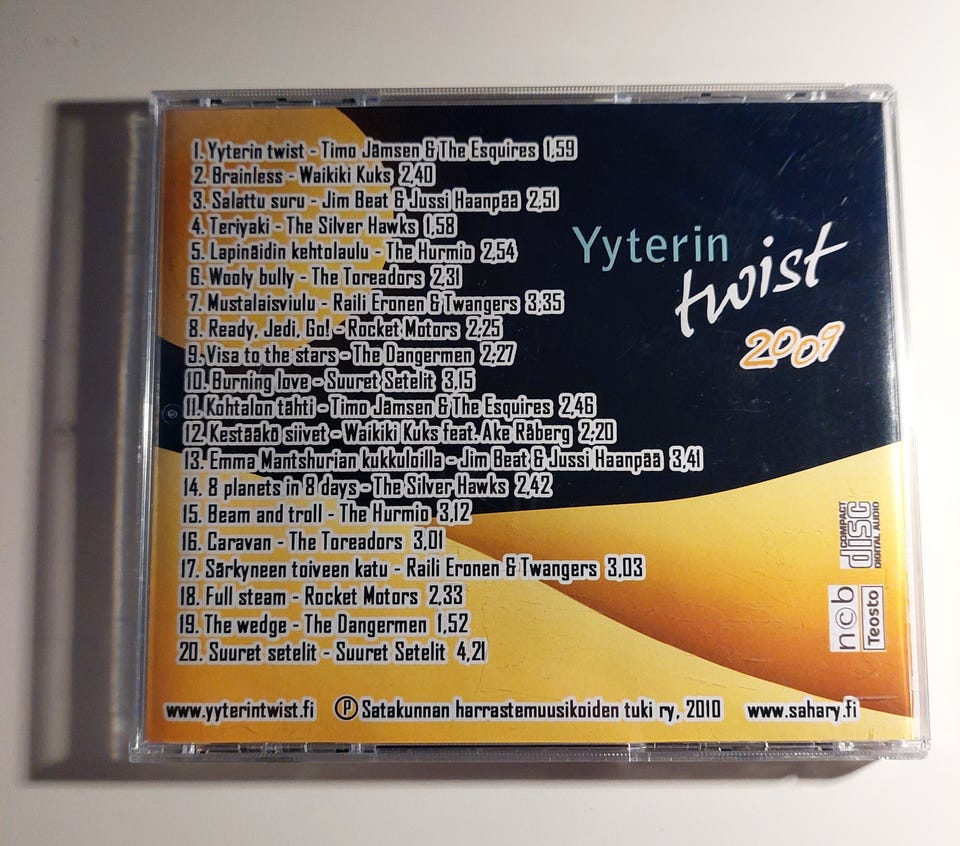 1. Yyterin twist - Timo Jämsen & The Esquires 1,59
2. Brainless - Waikiki Kuks 2,40
3. Salattu suru - Jim Beat & Jussi Haanpää 2,51
4. Teriyaki - The Silver Hawks 1,58
5. Lapinäidin kehtolaulu - The Hurmio 2,54
6. Wooly bully - The Toreadors 2,31
7. Mustalaisviulu - Raili Eronen & Twangers 3,35
8. Ready, Jedi, Go! - Rocket Motors 2,25
9. Visa to the stars - The Dangermen 2,27
10. Burning love - Suuret Setelit 3,15
11. Kohtalon tähti - Timo Jämsen & The Esquires 2,46
12. Kestääkö siivet - Waikiki Kuks feat. Ake Råberg 2,20
13. Emma Mantshurian kukkuloilla - Jim Beat & Jussi Haanpää 3,41
14. 8 planets in 8 days - The Silver Hawks 2,42
15. Beam and troll - The Hurmio 3,12
16. Caravan - The Toreadors 3,01
17. Särkyneen toiveen katu - Raili Eronen & Twangers 3,03
18. Full steam - Rocket Motors 2,33
19. The wedge - The Dangermen 1,52
20. Suuret setelit - Suuret Setelit 4,21
Yyterin
twist
2009
COMPACT
disc
DIGITAL AUDIO
ncb
Teosto
www.yyterintwist.fi ℗ Satakunnan harrastemuusikoiden tuki ry, 2010 www.sahary.fi